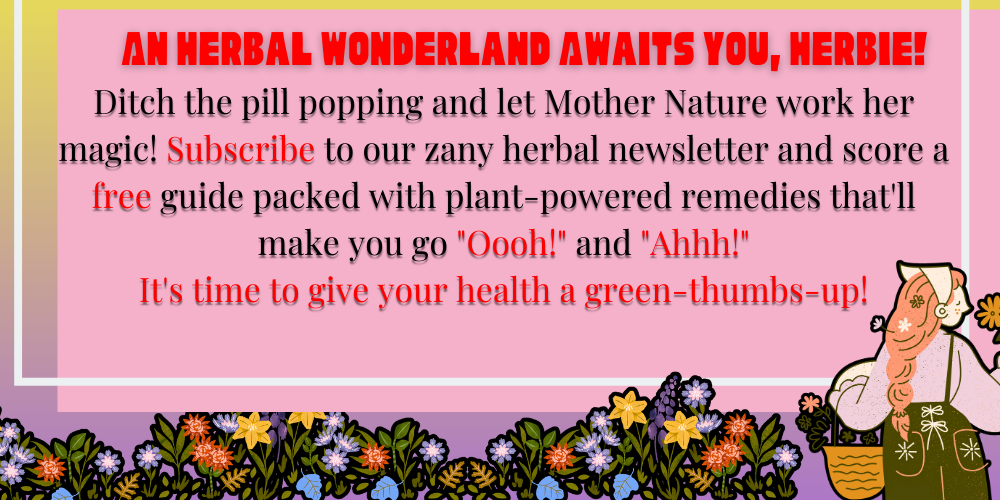 AN HERBAL WONDERLAND AWAITS YOU, HERBIE!
Ditch the pill popping and let Mother Nature work her
magic! Subscribe to our zany herbal newsletter and score a
free guide packed with plant-powered remedies that'll
make you go "Oooh!" and "Ahhh!"
It's time to give your health a green-thumbs-up!